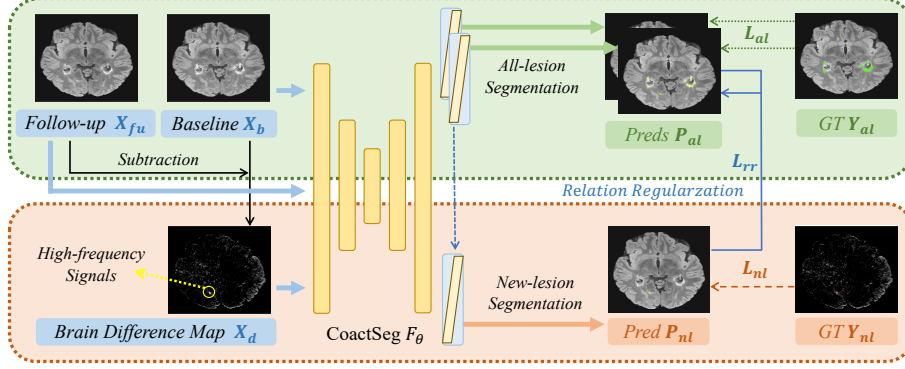 Follow-up X_fu
Baseline X_b
Subtraction
All-lesion
Segmentation
Preds P_al
L_al
GT Y_al
L_rr
Relation Regularzation
High-frequency
Signals
Brain Difference Map X_d
CoactSeg F_θ
New-lesion
Segmentation
Pred P_nl
L_nl
GT Y_nl